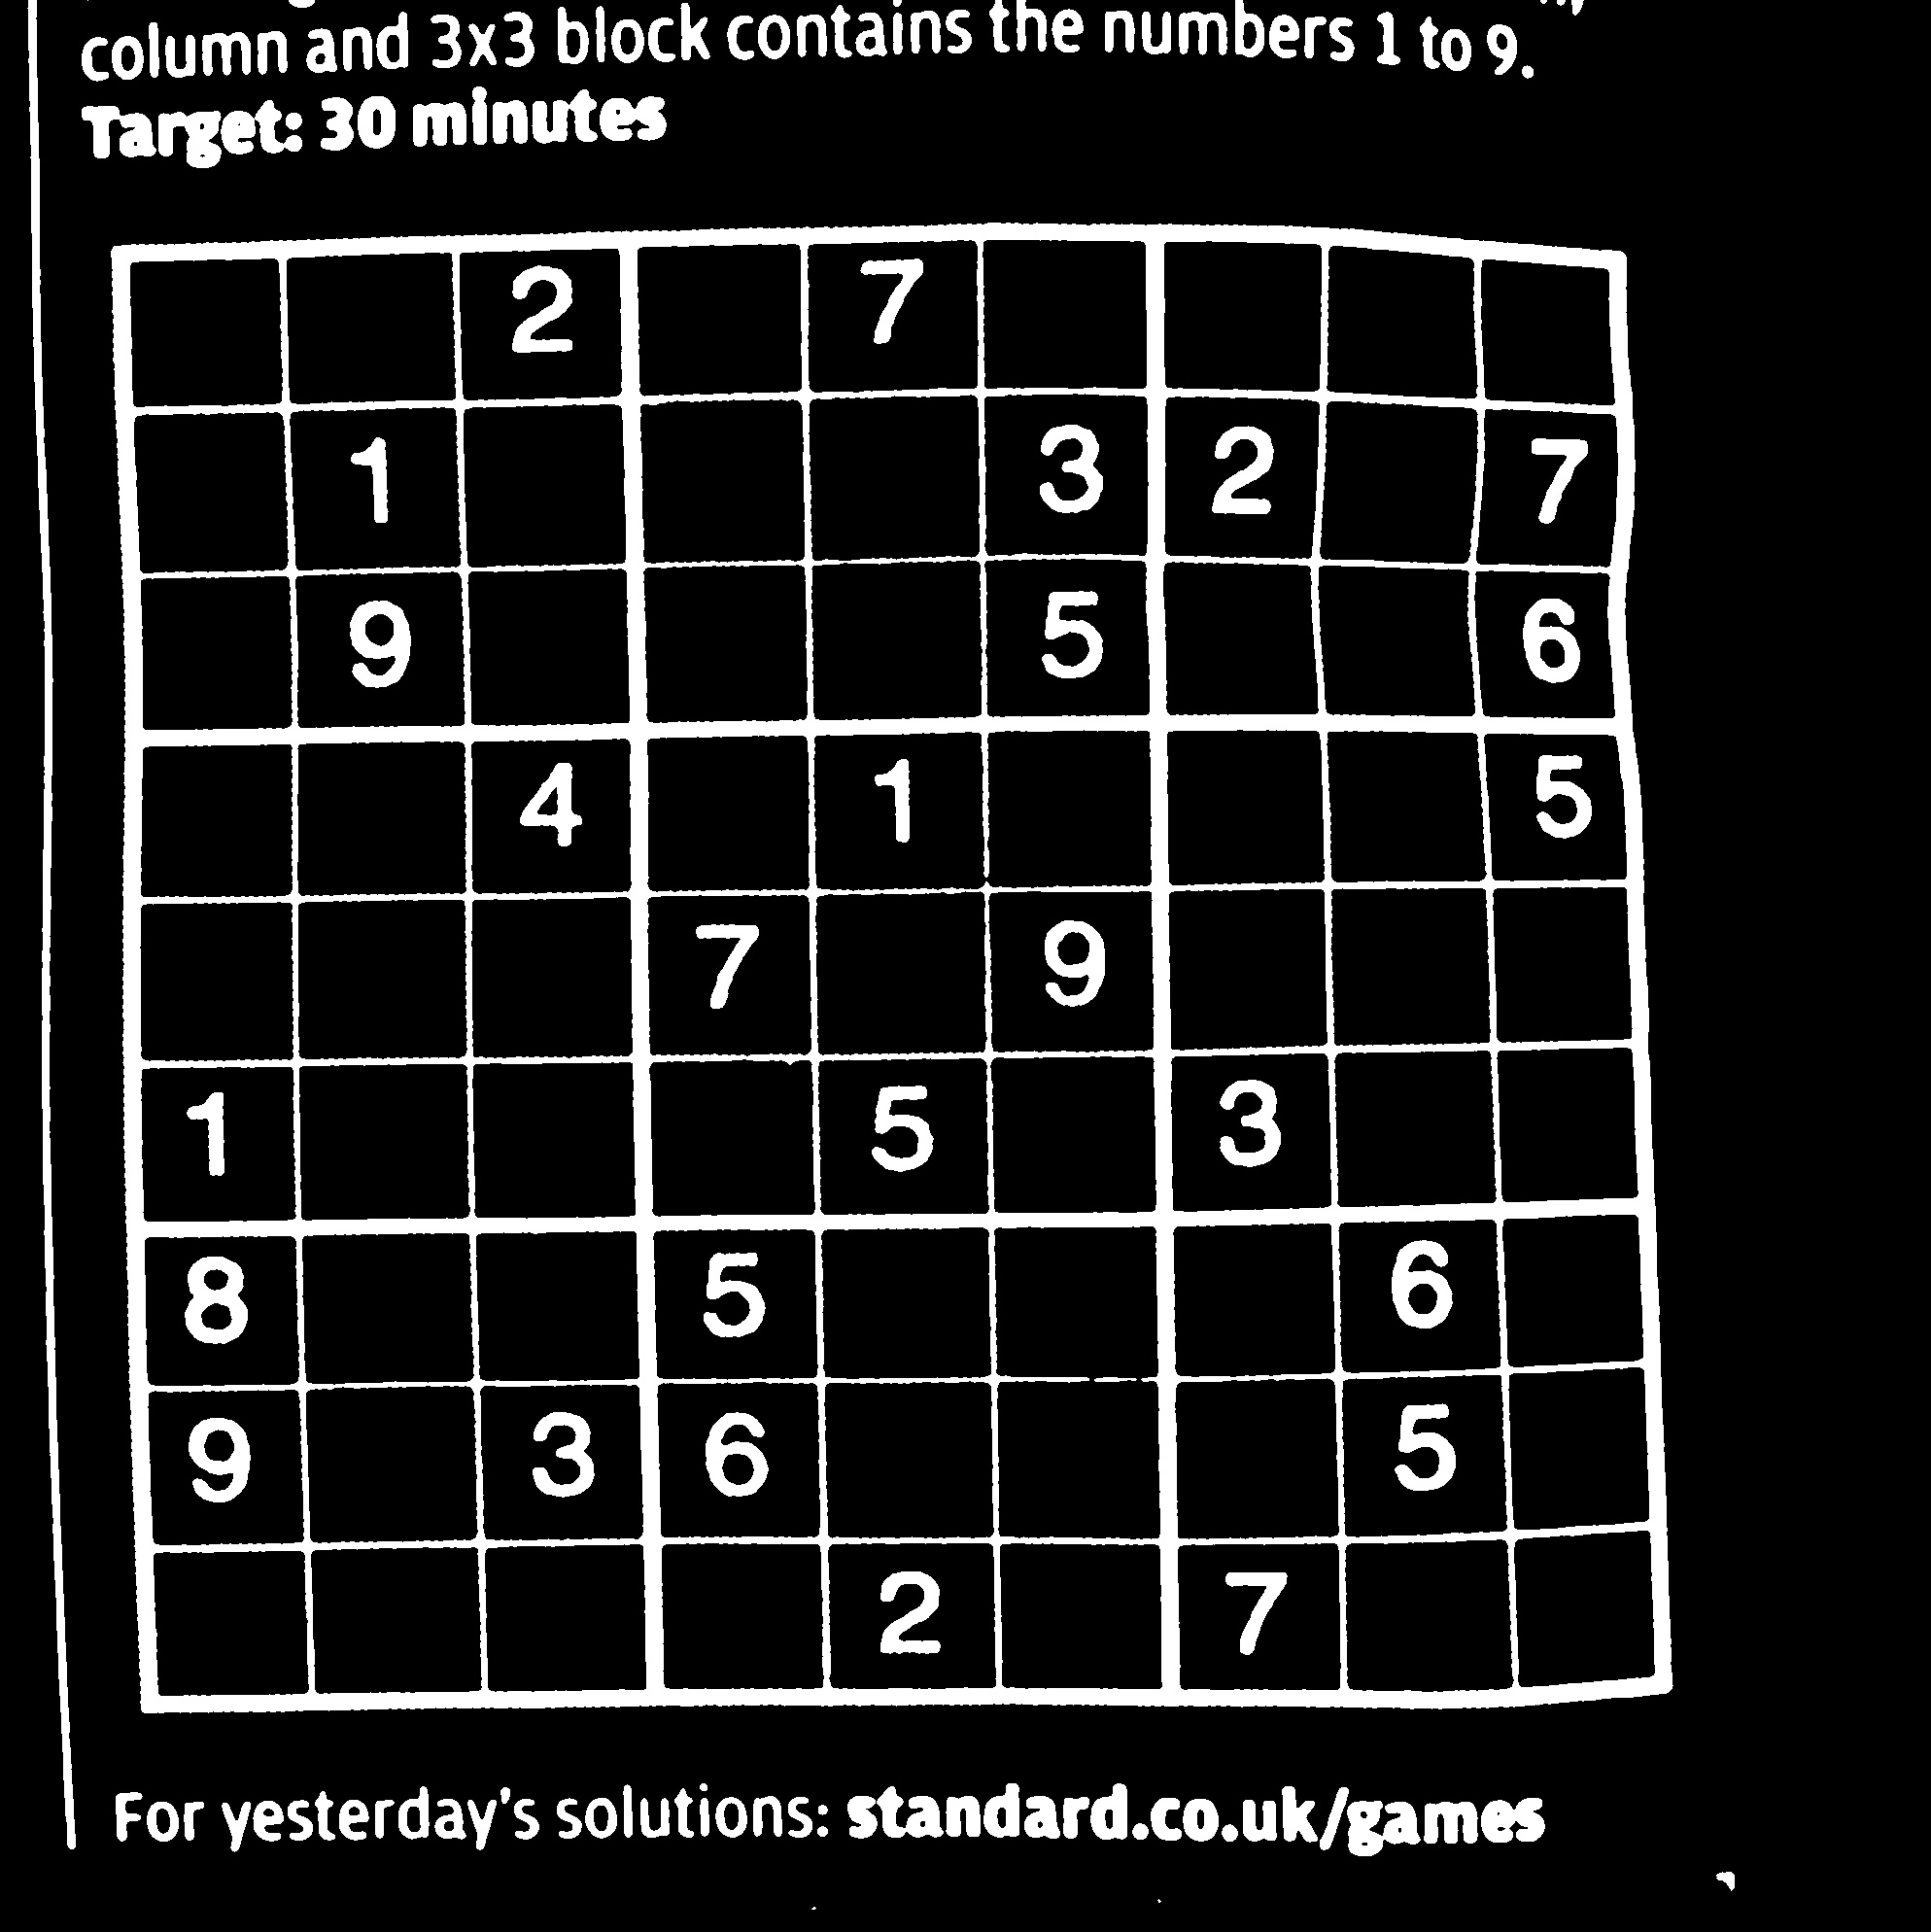 column and 3x3 block contains the numbers 1 to 9.
Target: 30 minutes
2 7
1 3 2 7
9 5 6
4 1 5
7 9
1 5 3
8 5 6
9 3 6 5
2 7
For yesterday's solutions: standard.co.uk/games